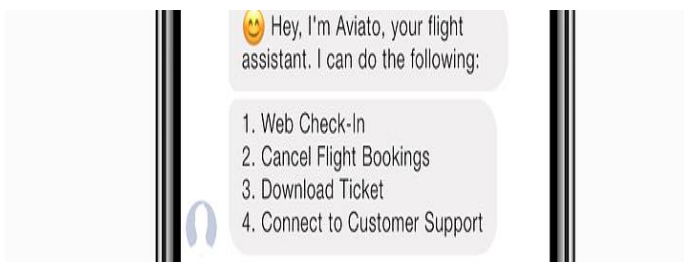 😊 Hey, I'm Aviato, your flight
assistant. I can do the following:
1. Web Check-In
2. Cancel Flight Bookings
3. Download Ticket
4. Connect to Customer Support